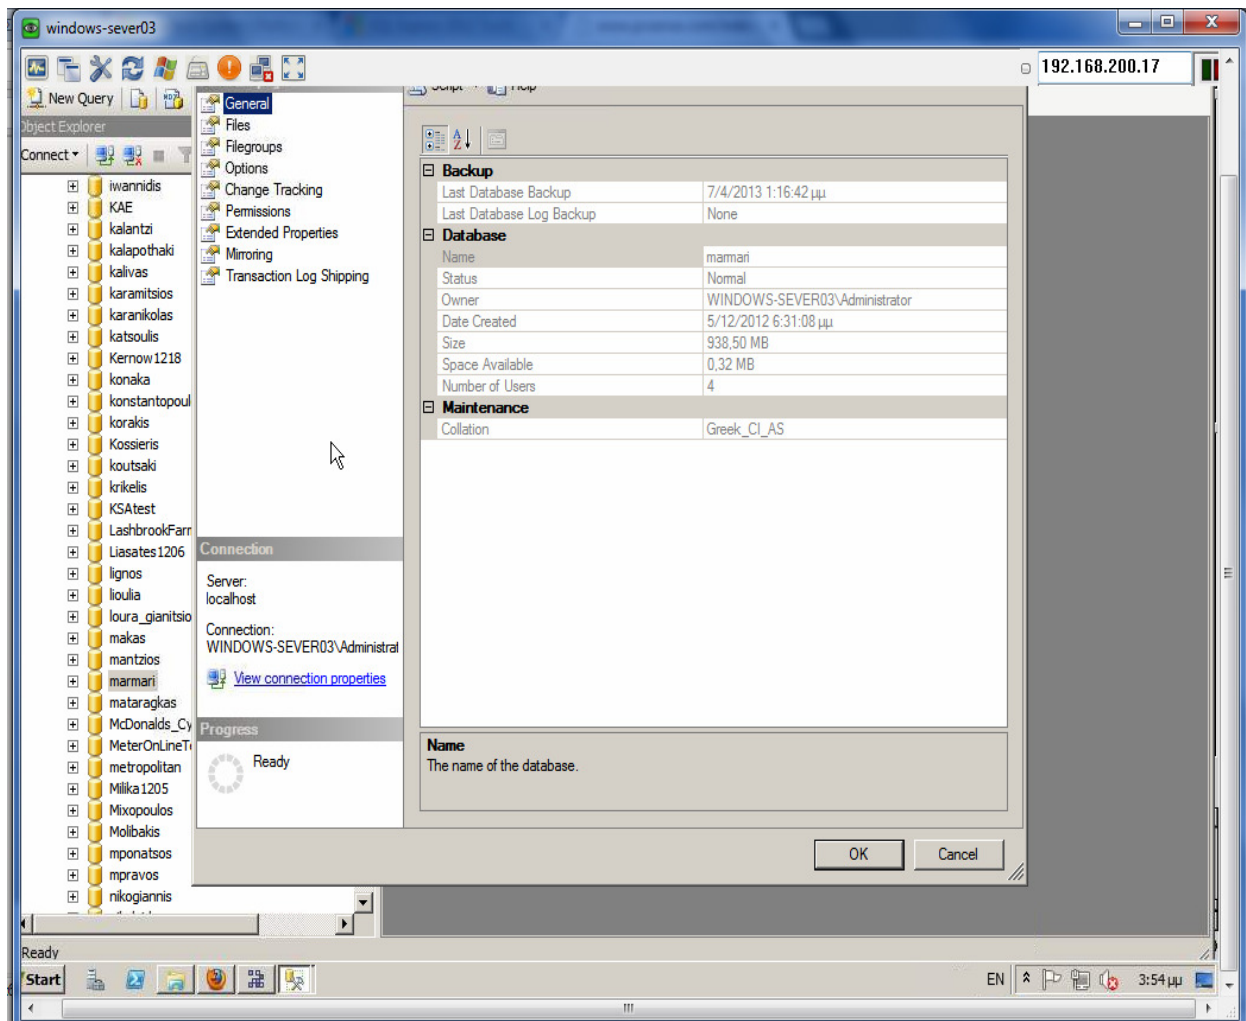 windows-sever03
192.168.200.17
New Query
Script Help
Object Explorer
Connect
iwannidis
KAE
kalantzi
kalapothaki
kalivas
karamitsios
karanikolas
katsoulis
Kernow1218
konaka
konstantopoul
korakis
Kossieris
koutsaki
krikelis
KSAtest
LashbrookFarm
Liasates1206
lignos
lioulia
loura_gianitsio
makas
mantzios
marmari
mataragkas
McDonalds_Cy
MeterOnLineTe
metropolitan
Milika1205
Mixopoulos
Molibakis
mponatsos
mpravos
nikogiannis
General
Files
Filegroups
Options
Change Tracking
Permissions
Extended Properties
Mirroring
Transaction Log Shipping
Connection
Server:
localhost
Connection:
WINDOWS-SEVER03\Administrat
View connection properties
Progress
Ready
Backup
Last Database Backup 7/4/2013 1:16:42 μμ
Last Database Log Backup None
Database
Name marmari
Status Normal
Owner WINDOWS-SEVER03\Administrator
Date Created 5/12/2012 6:31:08 μμ
Size 938,50 MB
Space Available 0,32 MB
Number of Users 4
Maintenance
Collation Greek_CI_AS
Name
The name of the database.
OK Cancel
Ready
Start EN 3:54 μμ